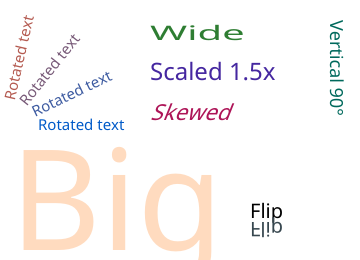 Rotated text
Rotated text
Rotated text
Rotated text
Wide
Scaled 1.5x
Skewed
Vertical 90°
Big
Flip
Flip